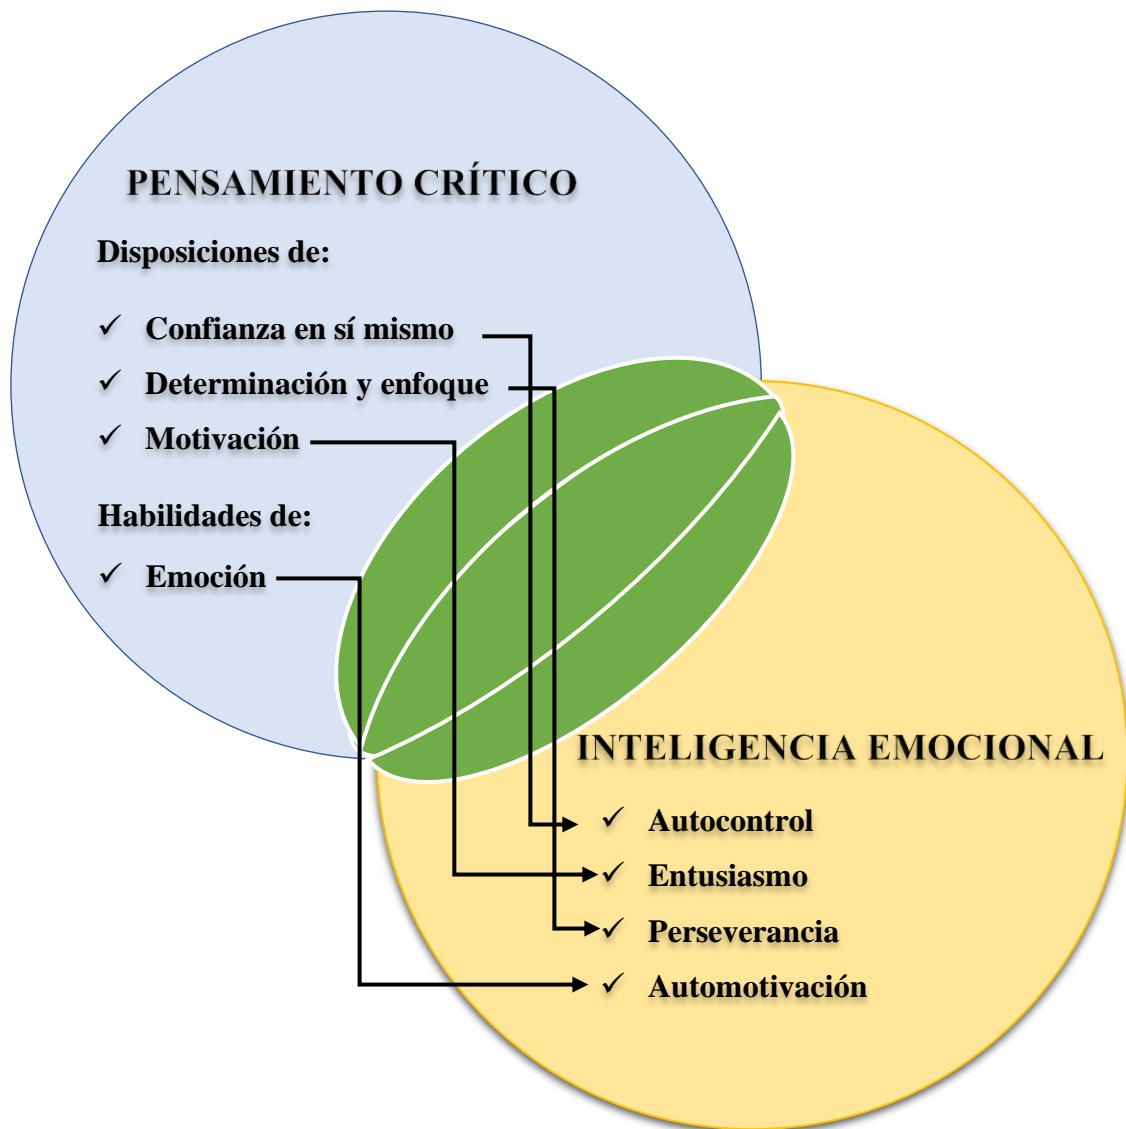 PENSAMIENTO CRÍTICO
Disposiciones de:
✓ Confianza en sí mismo
✓ Determinación y enfoque
✓ Motivación
Habilidades de:
✓ Emoción
INTELIGENCIA EMOCIONAL
✓ Autocontrol
✓ Entusiasmo
✓ Perseverancia
✓ Automotivación